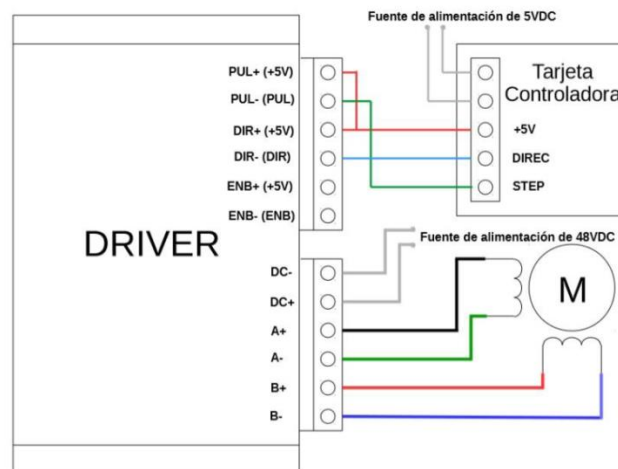 Fuente de alimentación de 5VDC
PUL+ (+5V)
PUL- (PUL)
DIR+ (+5V)
DIR- (DIR)
ENB+ (+5V)
ENB- (ENB)
Tarjeta
Controladora
+5V
DIREC
STEP
DRIVER
Fuente de alimentación de 48VDC
DC-
DC+
A+
A-
B+
B-
M